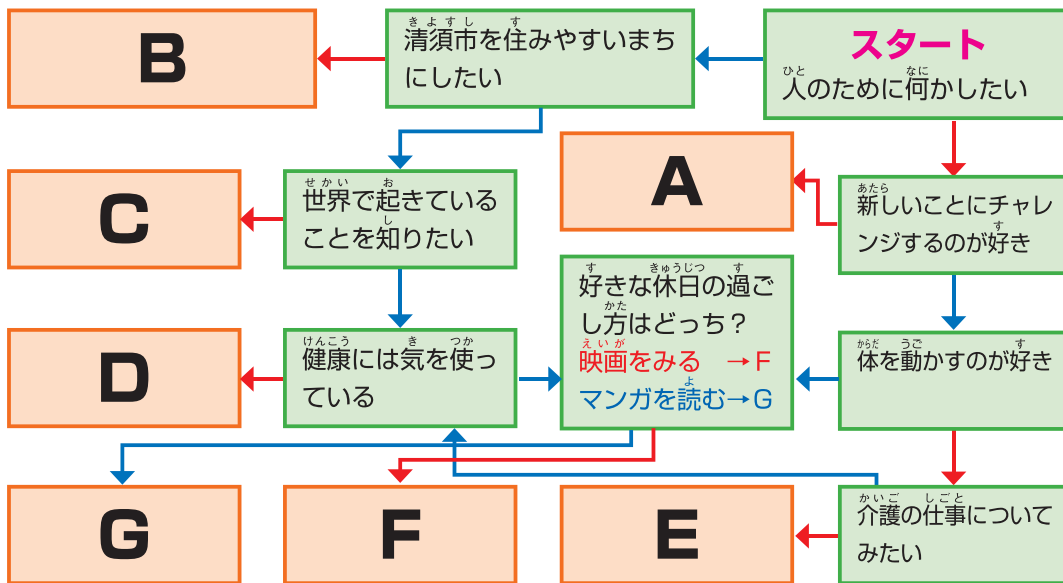 スタート
人のために何かしたい
清須市を住みやすいまち
にしたい
B
A
新しいことにチャレ
ンジするのが好き
世界で起きている
ことを知りたい
C
好きな休日の過ご
し方はどっち?
映画をみる →F
マンガを読む→G
体を動かすのが好き
健康には気を使っ
ている
D
介護の仕事について
みたい
E
F
G